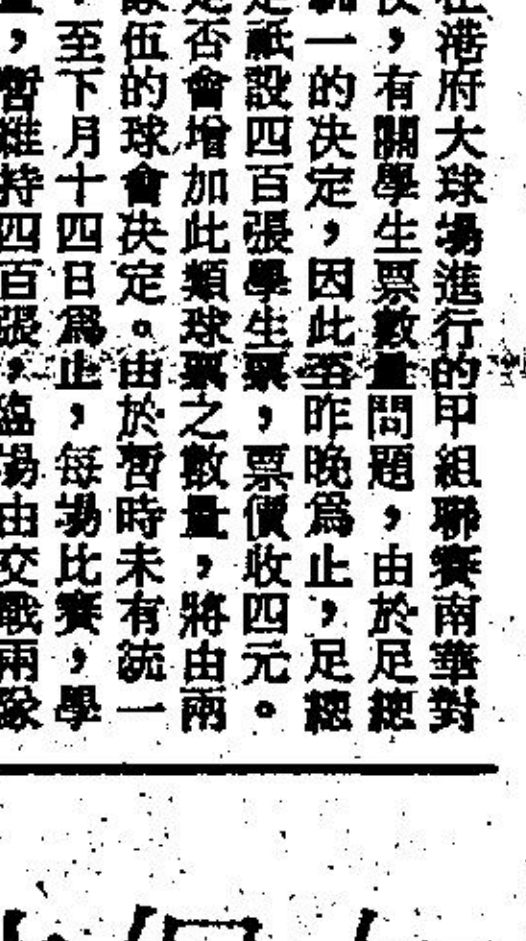 在港府大球場進行的甲組聯賽南華對
，有關學生票數量問題，由於足總
一的決定，因此至昨晚爲止，足總
祇設四百張學生票，票價收四元。
否會增加此類球票之數量，將由兩
隊伍的球會決定。由於暫時未有統一
，至下月十四日爲止，每場比賽，學
，暫維持四百張，臨場由交戰兩隊